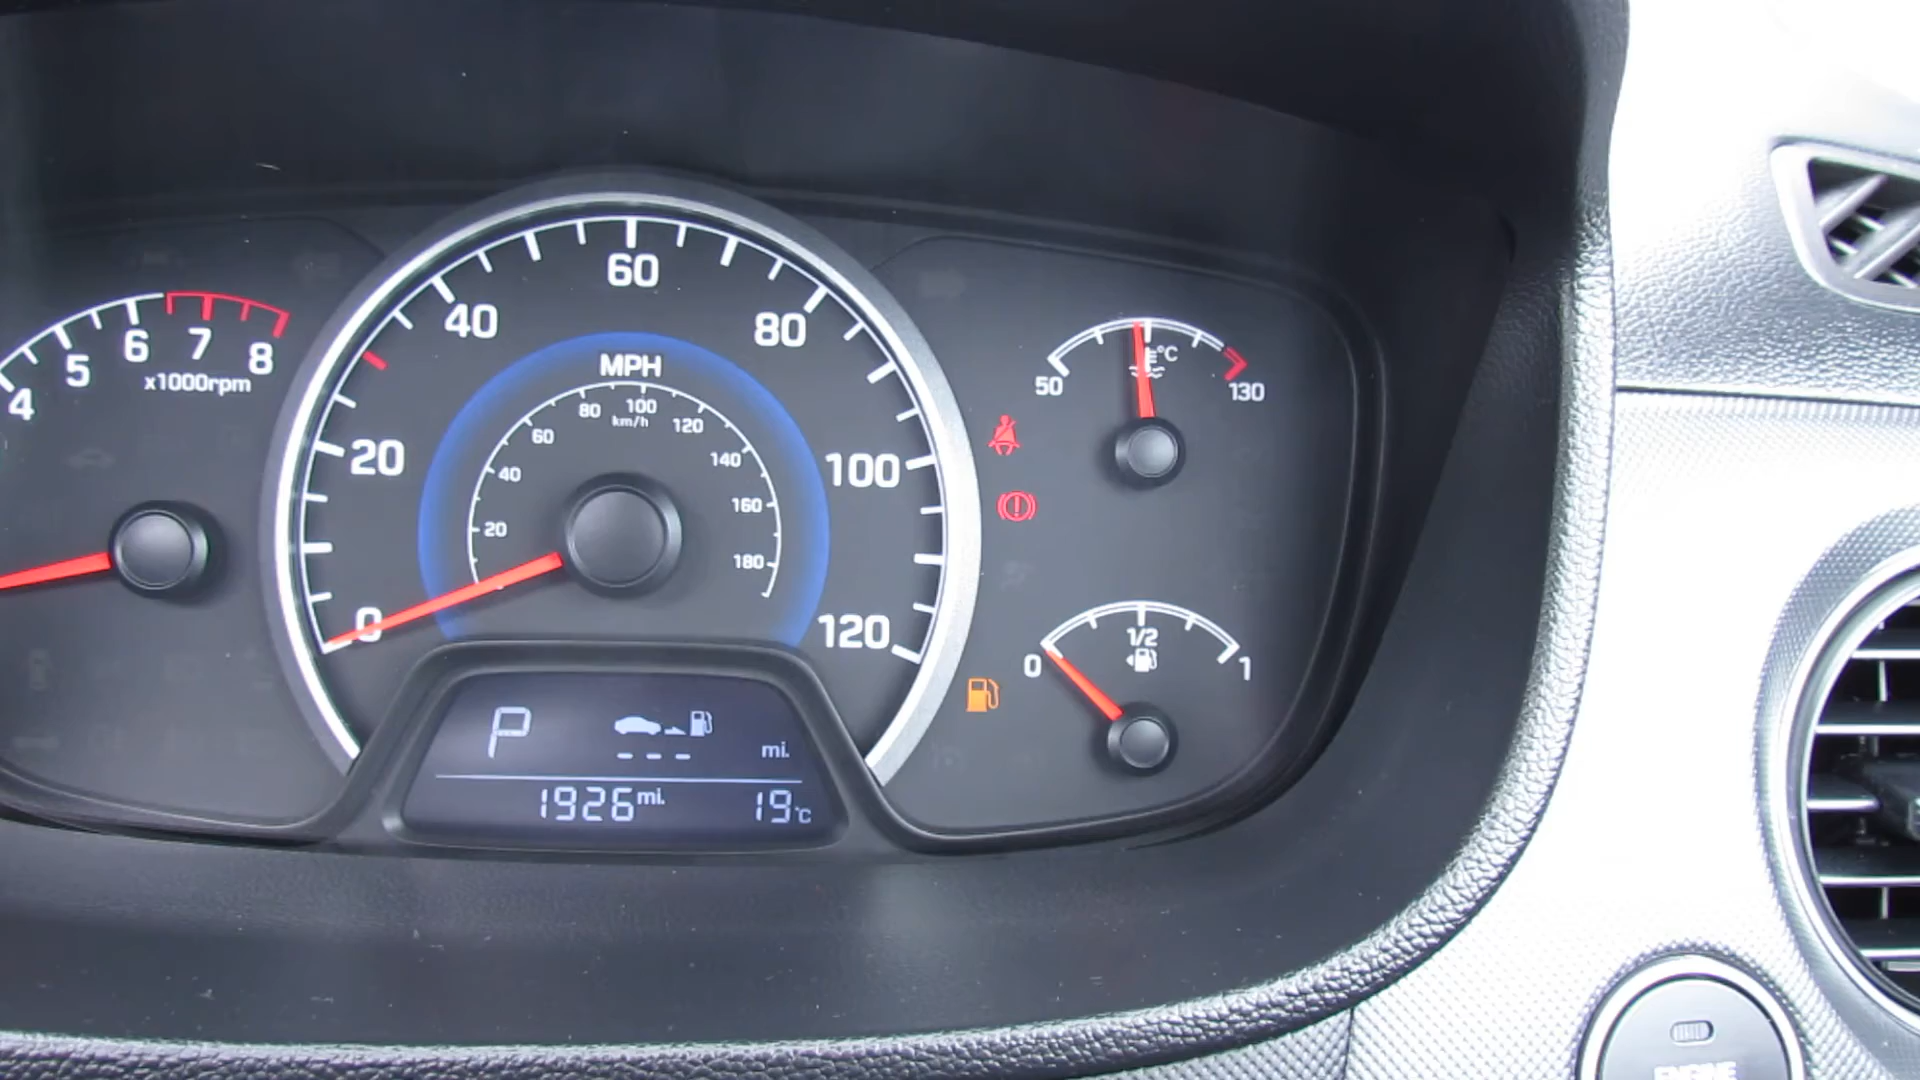 4 5 6 7 8
x1000rpm
0 20 40 60 80 100 120
MPH
20 40 60 80 100 120 140 160 180
km/h
50 °C 130
0 1/2 1
P
--- mi.
1926 mi. 19°C
ENGINE